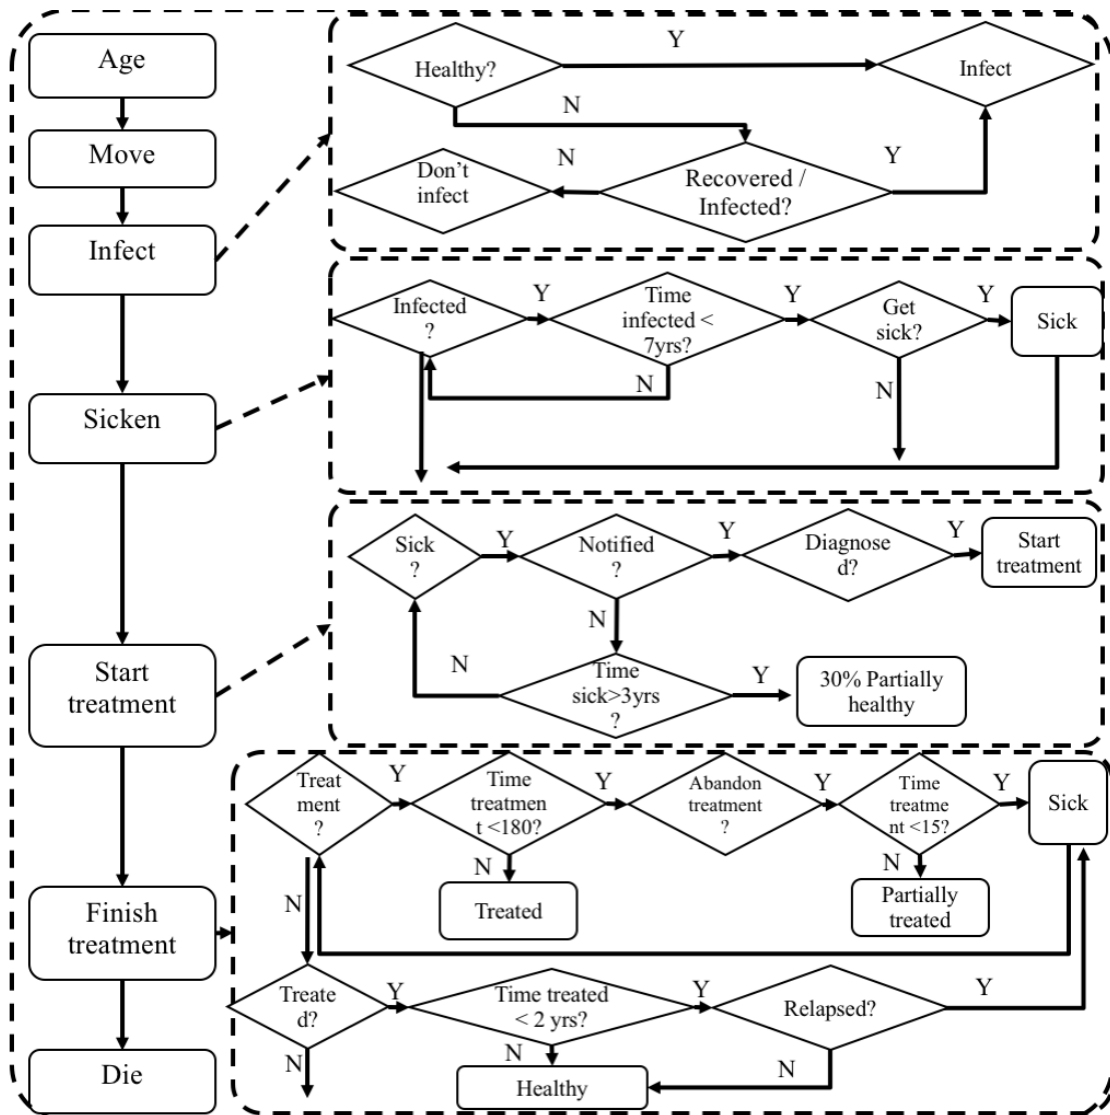 Age
Move
Infect
Sicken
Start
treatment
Finish
treatment
Die
Healthy?
Y
Infect
N
Don't
infect
N
Recovered /
Infected?
Y
Infected
?
Y
Time
infected <
7yrs?
Y
Get
sick?
Y
Sick
N
N
Sick
?
Y
Notified
?
Y
Diagnose
d?
Y
Start
treatment
N
N
Time
sick>3yrs
?
Y
30% Partially
healthy
Treat
ment
?
Y
Time
treatmen
t <180?
Y
Abandon
treatment
?
Y
Time
treatme
nt <15?
Y
Sick
N
Treated
N
Partially
treated
N
Treate
d?
Y
Time treated
< 2 yrs?
Y
Relapsed?
Y
N
N
Healthy
N